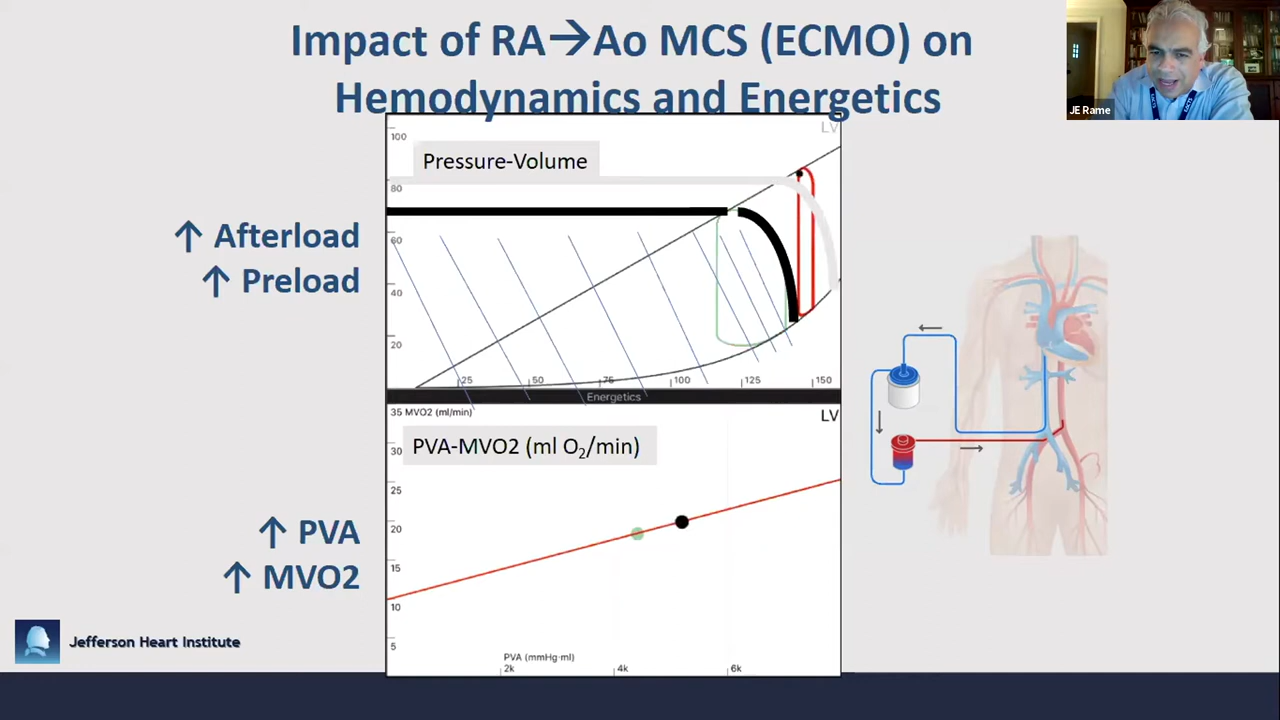 Impact of RA→Ao MCS (ECMO) on
Hemodynamics and Energetics
JE Rame
LV
100
Pressure-Volume
80
60
40
20
25 50 75 100 125 150
↑ Afterload
↑ Preload
Energetics
35 MVO2 (ml/min)
LV
PVA-MVO2 (ml O₂/min)
30
25
20
15
10
5
PVA (mmHg·ml)
2k 4k 6k
↑ PVA
↑ MVO2
Jefferson Heart Institute